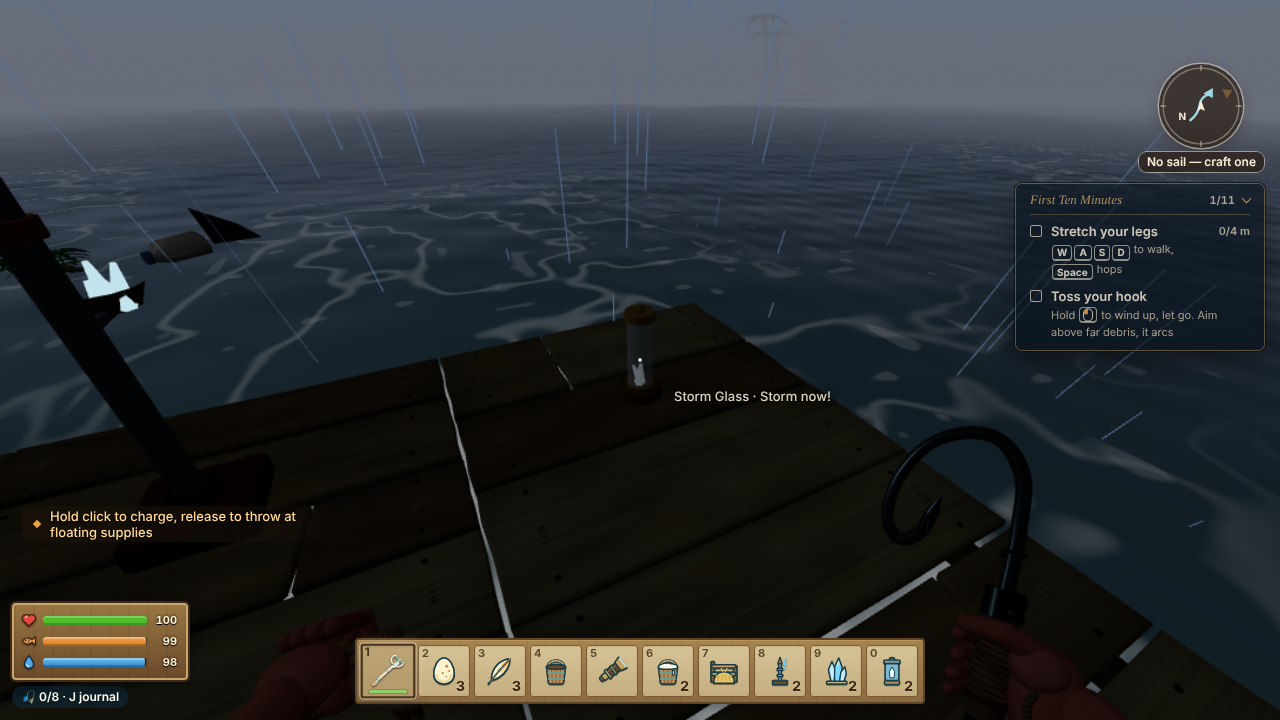 N
No sail — craft one
First Ten Minutes 1/11
Stretch your legs 0/4 m
W A S D to walk,
Space hops
Toss your hook
Hold to wind up, let go. Aim
above far debris, it arcs
Storm Glass · Storm now!
Hold click to charge, release to throw at
floating supplies
100
99
98
0/8 · J journal
1 2 3 4 5 6 7 8 9 0
3 3 2 2 2 2